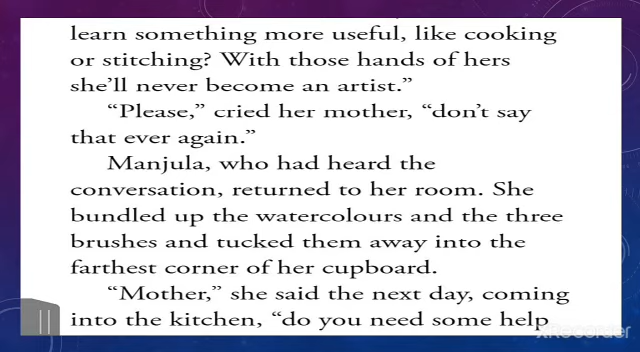 learn something more useful, like cooking
or stitching? With those hands of hers
she'll never become an artist.”
“Please,” cried her mother, “don't say
that ever again.”
Manjula, who had heard the
conversation, returned to her room. She
bundled up the watercolours and the three
brushes and tucked them away into the
farthest corner of her cupboard.
“Mother,” she said the next day, coming
into the kitchen, “do you need some help
XRecorder